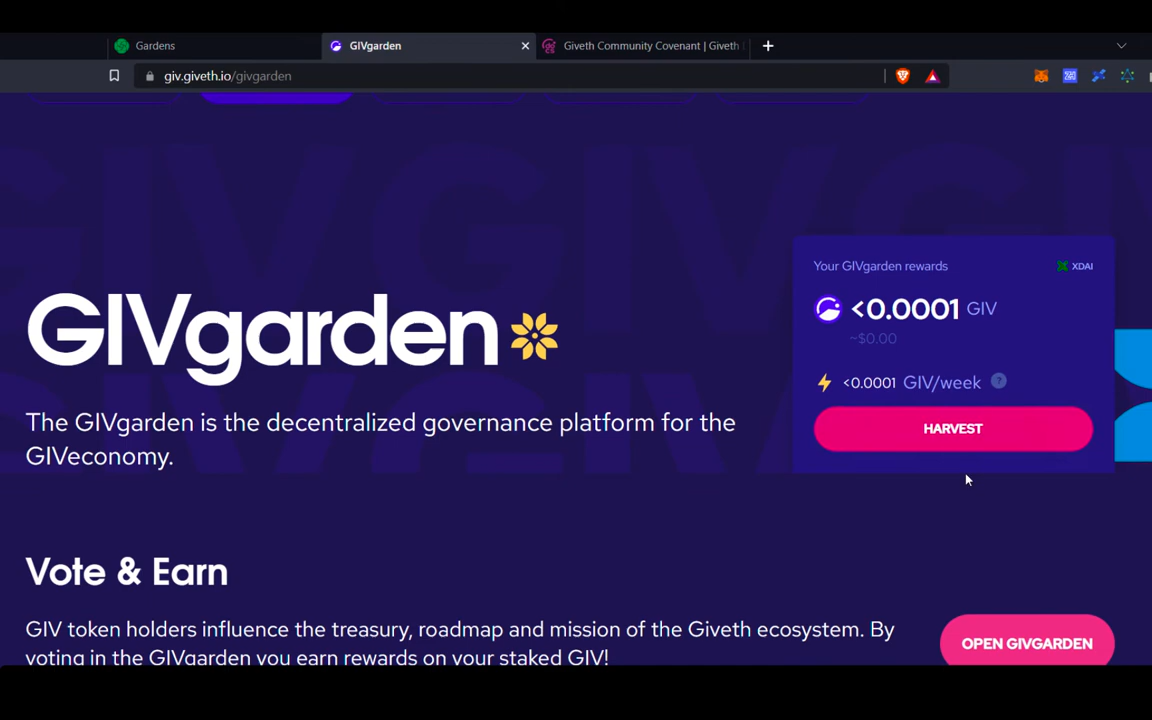 Gardens
GIVgarden
Giveth Community Covenant | Giveth
giv.giveth.io/givgarden
GIV GIV GIV
Your GIVgarden rewards
XDAI
<0.0001 GIV
~$0.00
<0.0001 GIV/week ?
HARVEST
GIVgarden
The GIVgarden is the decentralized governance platform for the
GIVeconomy.
Vote & Earn
GIV token holders influence the treasury, roadmap and mission of the Giveth ecosystem. By
voting in the GIVgarden you earn rewards on your staked GIV!
OPEN GIVGARDEN